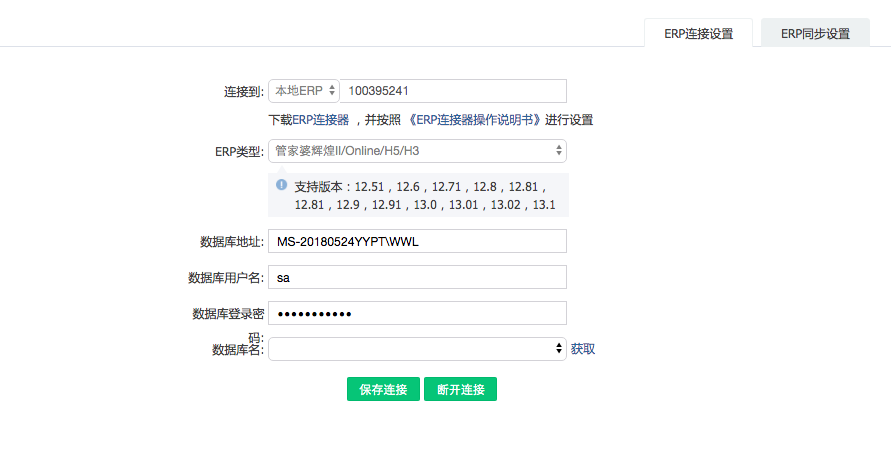 ERP连接设置 ERP同步设置
连接到: 本地ERP 100395241
下载ERP连接器 ，并按照 《ERP连接器操作说明书》进行设置
ERP类型: 管家婆辉煌II/Online/H5/H3
支持版本：12.51，12.6，12.71，12.8，12.81，
12.81，12.9，12.91，13.0，13.01，13.02，13.1
数据库地址: MS-20180524YYPT\WWL
数据库用户名: sa
数据库登录密 •••••••••••
码:
数据库名: 获取
保存连接 断开连接